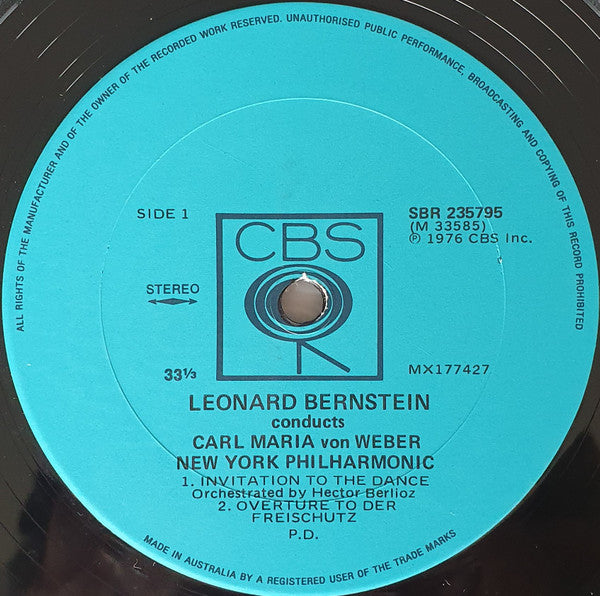 ALL RIGHTS OF THE MANUFACTURER AND OF THE OWNER OF THE RECORDED WORK RESERVED. UNAUTHORISED PUBLIC PERFORMANCE, BROADCASTING AND COPYING OF THIS RECORD PROHIBITED
SIDE 1
CBS
SBR 235795
(M 33585)
℗ 1976 CBS Inc.
STEREO
33⅓
MX177427
LEONARD BERNSTEIN
conducts
CARL MARIA von WEBER
NEW YORK PHILHARMONIC
1. INVITATION TO THE DANCE
Orchestrated by Hector Berlioz
2. OVERTURE TO DER
FREISCHUTZ
P.D.
MADE IN AUSTRALIA BY A REGISTERED USER OF THE TRADE MARKS